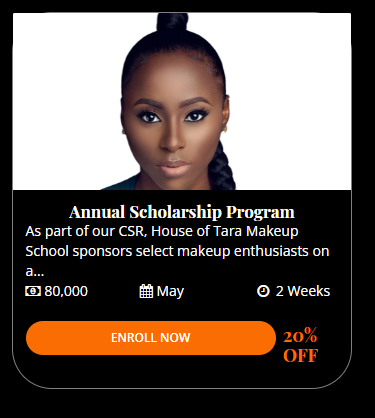 Annual Scholarship Program
As part of our CSR, House of Tara Makeup
School sponsors select makeup enthusiasts on
a...
80,000 May 2 Weeks
ENROLL NOW
20%
OFF